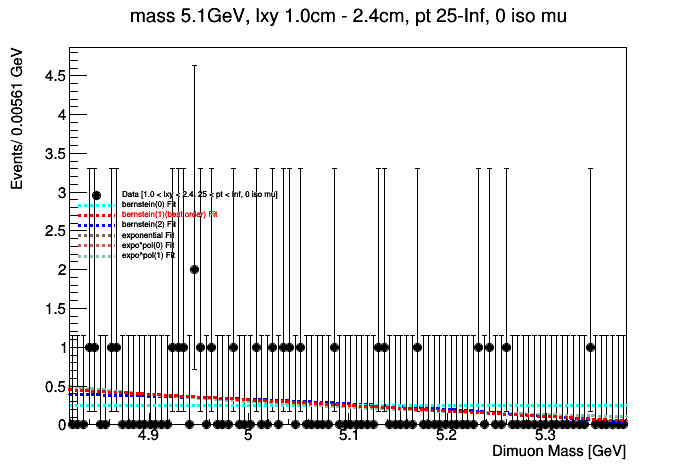 mass 5.1GeV, lxy 1.0cm - 2.4cm, pt 25-Inf, 0 iso mu
Events/ 0.00561 GeV
4.5
4
3.5
3
2.5
2
1.5
1
0.5
0
Data [1.0 < lxy < 2.4, 25 < pt < Inf, 0 iso mu]
bernstein(0) Fit
bernstein(1)(best order) Fit
bernstein(2) Fit
exponential Fit
expo*pol(0) Fit
expo*pol(1) Fit
4.9 5 5.1 5.2 5.3
Dimuon Mass [GeV]